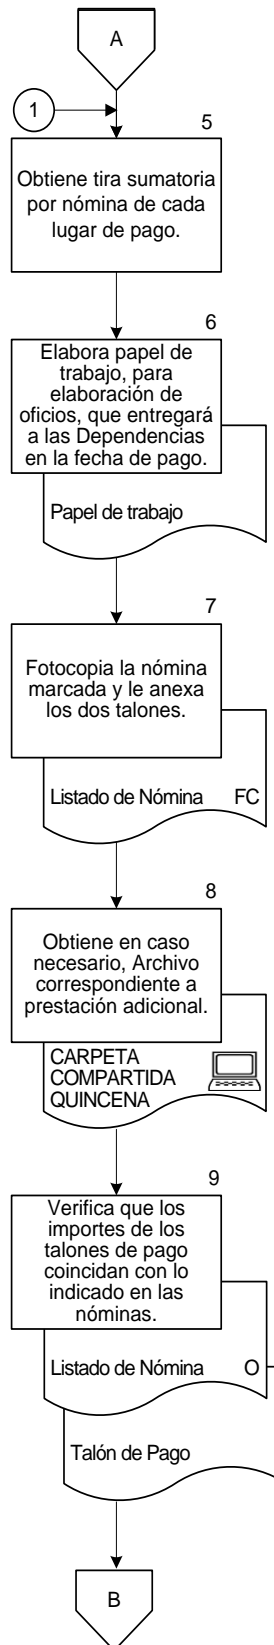 A
1
5
Obtiene tira sumatoria
por nómina de cada
lugar de pago.
6
Elabora papel de
trabajo, para
elaboración de
oficios, que entregará
a las Dependencias
en la fecha de pago.
Papel de trabajo
7
Fotocopia la nómina
marcada y le anexa
los dos talones.
Listado de Nómina FC
8
Obtiene en caso
necesario, Archivo
correspondiente a
prestación adicional.
CARPETA
COMPARTIDA
QUINCENA
9
Verifica que los
importes de los
talones de pago
coincidan con lo
indicado en las
nóminas.
Listado de Nómina O
Talón de Pago
B